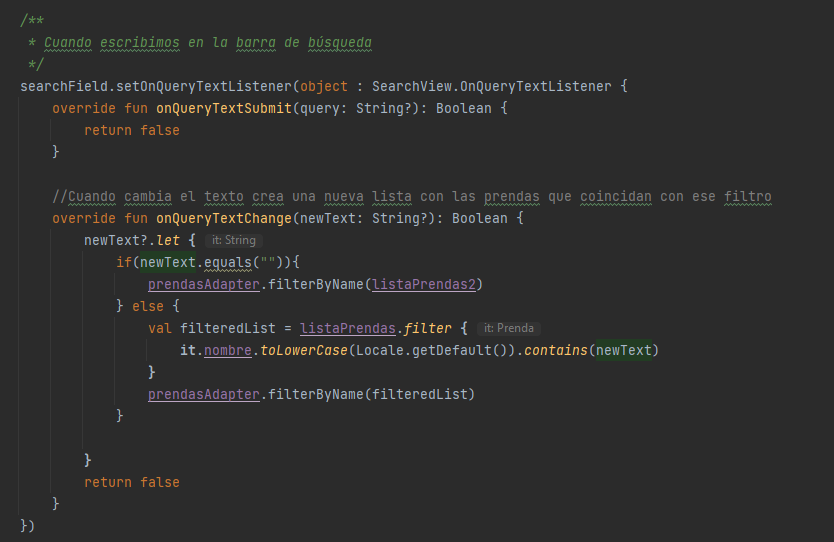 /**
 * Cuando escribimos en la barra de búsqueda
 */
searchField.setOnQueryTextListener(object : SearchView.OnQueryTextListener {
    override fun onQueryTextSubmit(query: String?): Boolean {
        return false
    }
    //Cuando cambia el texto crea una nueva lista con las prendas que coincidan con ese filtro
    override fun onQueryTextChange(newText: String?): Boolean {
        newText?.let { it: String
            if(newText.equals("")){
                prendasAdapter.filterByName(listaPrendas2)
            } else {
                val filteredList = listaPrendas.filter { it: Prenda
                    it.nombre.toLowerCase(Locale.getDefault()).contains(newText)
                }
                prendasAdapter.filterByName(filteredList)
            }
        }
        return false
    }
})